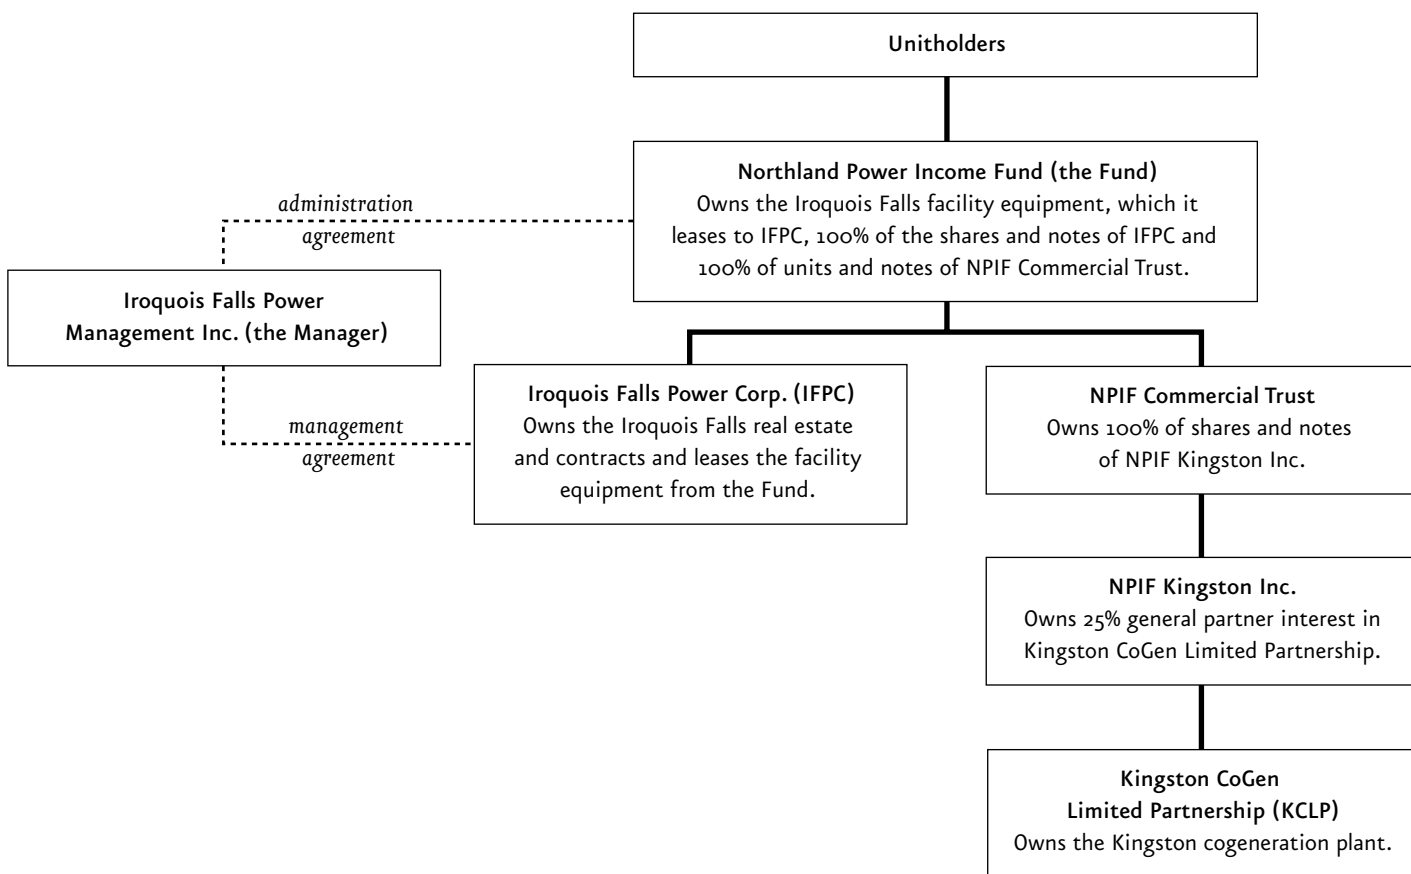 Unitholders
Northland Power Income Fund (the Fund)
Owns the Iroquois Falls facility equipment, which it
leases to IFPC, 100% of the shares and notes of IFPC and
100% of units and notes of NPIF Commercial Trust.
administration
agreement
Iroquois Falls Power
Management Inc. (the Manager)
management
agreement
Iroquois Falls Power Corp. (IFPC)
Owns the Iroquois Falls real estate
and contracts and leases the facility
equipment from the Fund.
NPIF Commercial Trust
Owns 100% of shares and notes
of NPIF Kingston Inc.
NPIF Kingston Inc.
Owns 25% general partner interest in
Kingston CoGen Limited Partnership.
Kingston CoGen
Limited Partnership (KCLP)
Owns the Kingston cogeneration plant.